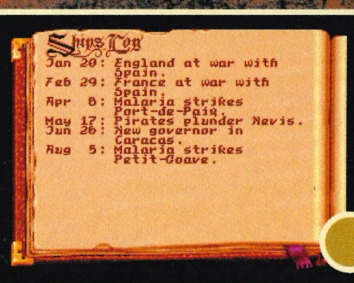 Ships Log
Jan 20: England at war with
Spain.
Feb 29: France at war with
Spain.
Apr 8: Malaria strikes
Port-de-Paix.
May 17: Pirates plunder Nevis.
Jun 26: New governor in
Caracas.
Aug 5: Malaria strikes
Petit-Goave.